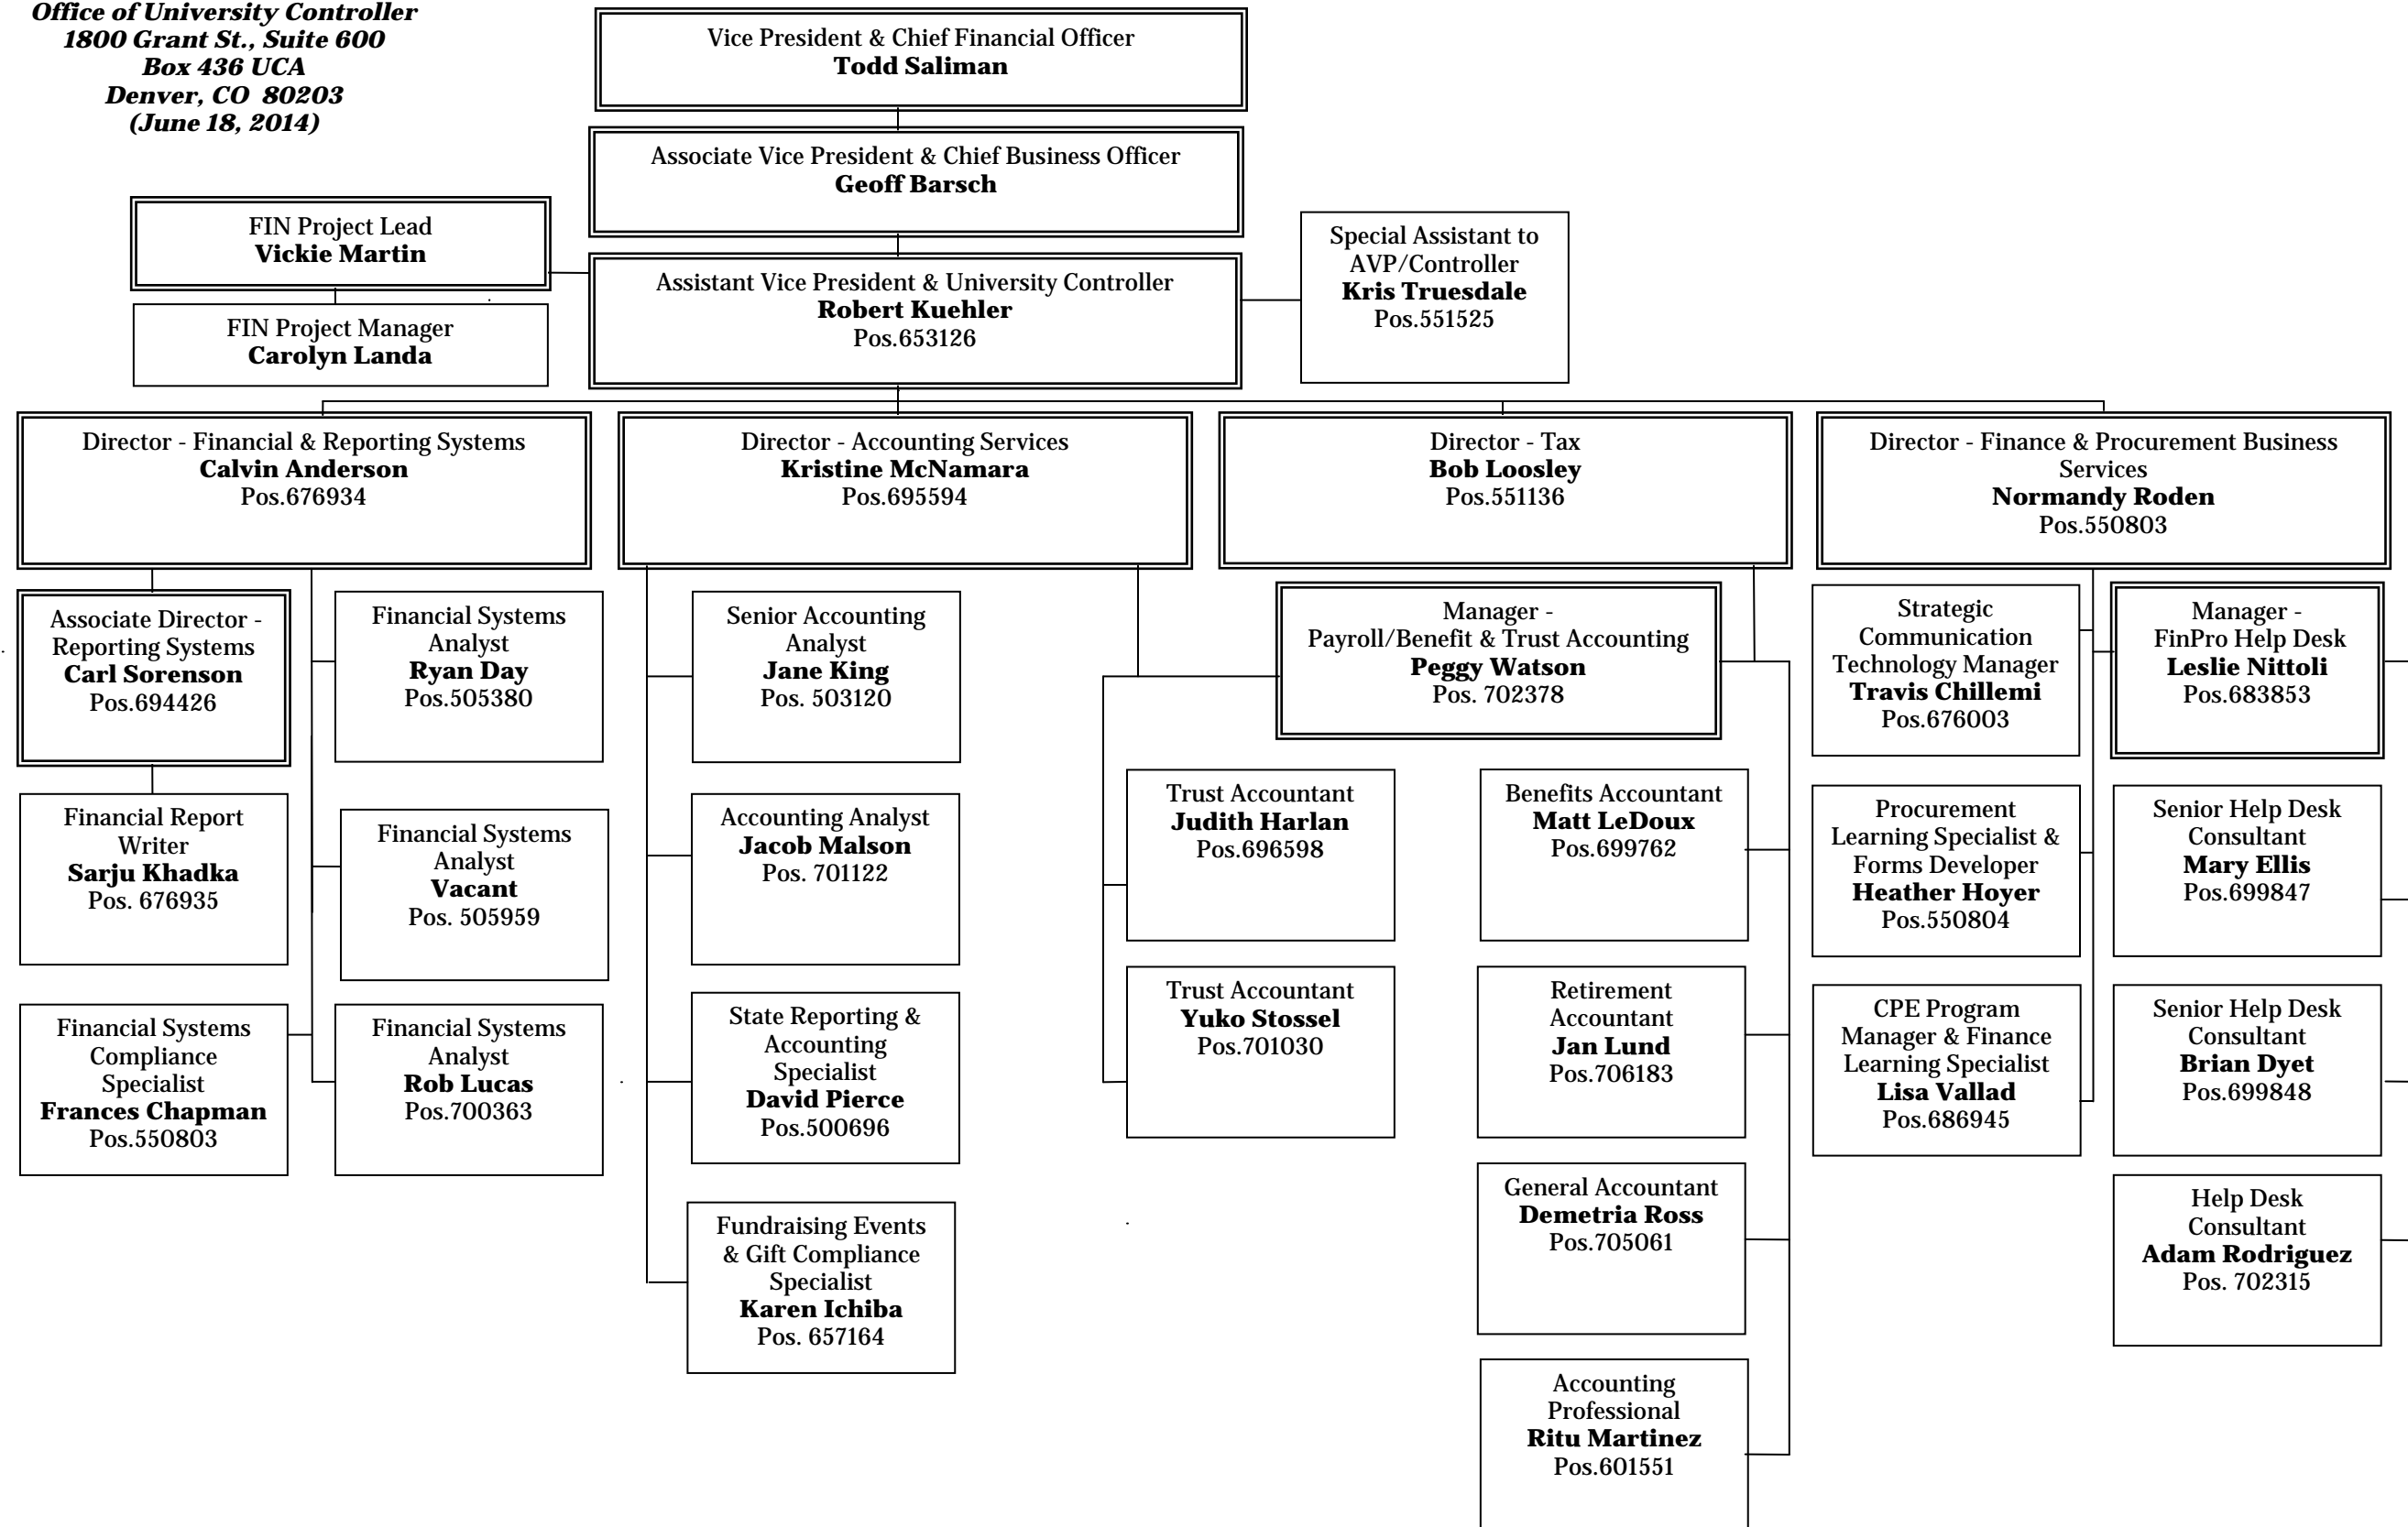 Office of University Controller
1800 Grant St., Suite 600
Box 436 UCA
Denver, CO 80203
(June 18, 2014)
Vice President & Chief Financial Officer
Todd Saliman
Associate Vice President & Chief Business Officer
Geoff Barsch
FIN Project Lead
Vickie Martin
FIN Project Manager
Carolyn Landa
Assistant Vice President & University Controller
Robert Kuehler
Pos.653126
Special Assistant to
AVP/Controller
Kris Truesdale
Pos.551525
Director - Financial & Reporting Systems
Calvin Anderson
Pos.676934
Director - Accounting Services
Kristine McNamara
Pos.695594
Director - Tax
Bob Loosley
Pos.551136
Director - Finance & Procurement Business
Services
Normandy Roden
Pos.550803
Associate Director -
Reporting Systems
Carl Sorenson
Pos.694426
Financial Systems
Analyst
Ryan Day
Pos.505380
Senior Accounting
Analyst
Jane King
Pos. 503120
Manager -
Payroll/Benefit & Trust Accounting
Peggy Watson
Pos. 702378
Strategic
Communication
Technology Manager
Travis Chillemi
Pos.676003
Manager -
FinPro Help Desk
Leslie Nittoli
Pos.683853
Financial Report
Writer
Sarju Khadka
Pos. 676935
Financial Systems
Analyst
Vacant
Pos. 505959
Accounting Analyst
Jacob Malson
Pos. 701122
Trust Accountant
Judith Harlan
Pos.696598
Benefits Accountant
Matt LeDoux
Pos.699762
Procurement
Learning Specialist &
Forms Developer
Heather Hoyer
Pos.550804
Senior Help Desk
Consultant
Mary Ellis
Pos.699847
Financial Systems
Compliance
Specialist
Frances Chapman
Pos.550803
Financial Systems
Analyst
Rob Lucas
Pos.700363
State Reporting &
Accounting
Specialist
David Pierce
Pos.500696
Trust Accountant
Yuko Stossel
Pos.701030
Retirement
Accountant
Jan Lund
Pos.706183
CPE Program
Manager & Finance
Learning Specialist
Lisa Vallad
Pos.686945
Senior Help Desk
Consultant
Brian Dyet
Pos.699848
Fundraising Events
& Gift Compliance
Specialist
Karen Ichiba
Pos. 657164
General Accountant
Demetria Ross
Pos.705061
Help Desk
Consultant
Adam Rodriguez
Pos. 702315
Accounting
Professional
Ritu Martinez
Pos.601551